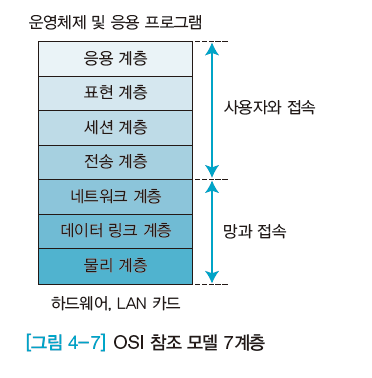 운영체제 및 응용 프로그램
응용 계층
표현 계층
세션 계층
전송 계층
사용자와 접속
네트워크 계층
데이터 링크 계층
물리 계층
망과 접속
하드웨어, LAN 카드
[그림 4-7] OSI 참조 모델 7계층